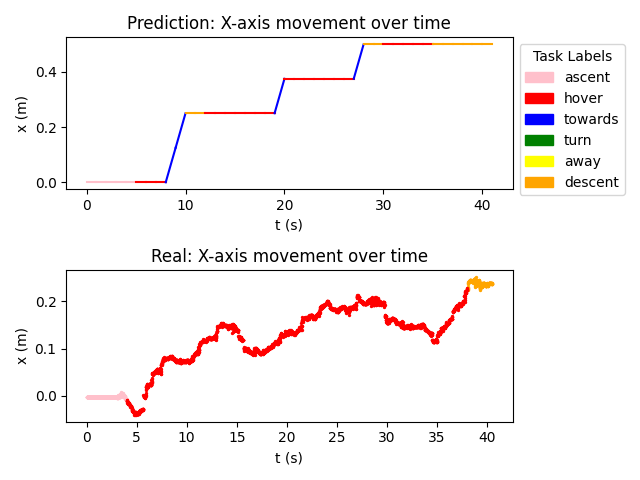 Prediction: X-axis movement over time
x (m)
0.4
0.2
0.0
0
10
20
30
40
t (s)
Task Labels
ascent
hover
towards
turn
away
descent
Real: X-axis movement over time
x (m)
0.2
0.1
0.0
0
5
10
15
20
25
30
35
40
t (s)